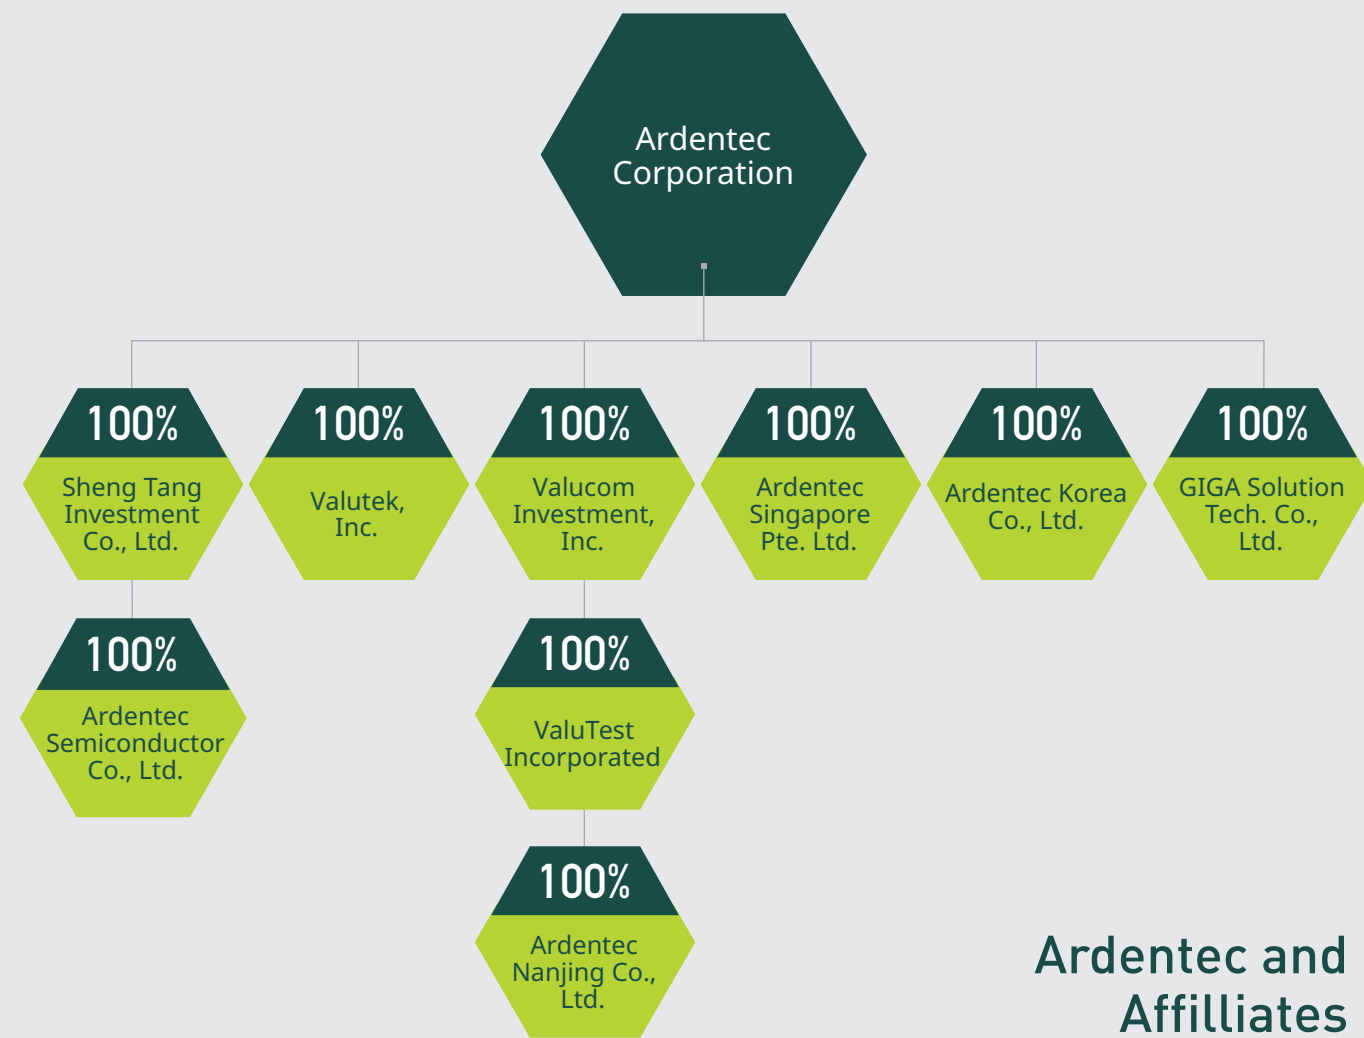 Ardentec
Corporation
100%
Sheng Tang
Investment
Co., Ltd.
100%
Valutek,
Inc.
100%
Valucom
Investment,
Inc.
100%
Ardentec
Singapore
Pte. Ltd.
100%
Ardentec Korea
Co., Ltd.
100%
GIGA Solution
Tech. Co.,
Ltd.
100%
Ardentec
Semiconductor
Co., Ltd.
100%
ValuTest
Incorporated
100%
Ardentec
Nanjing Co.,
Ltd.
Ardentec and
Affilliates